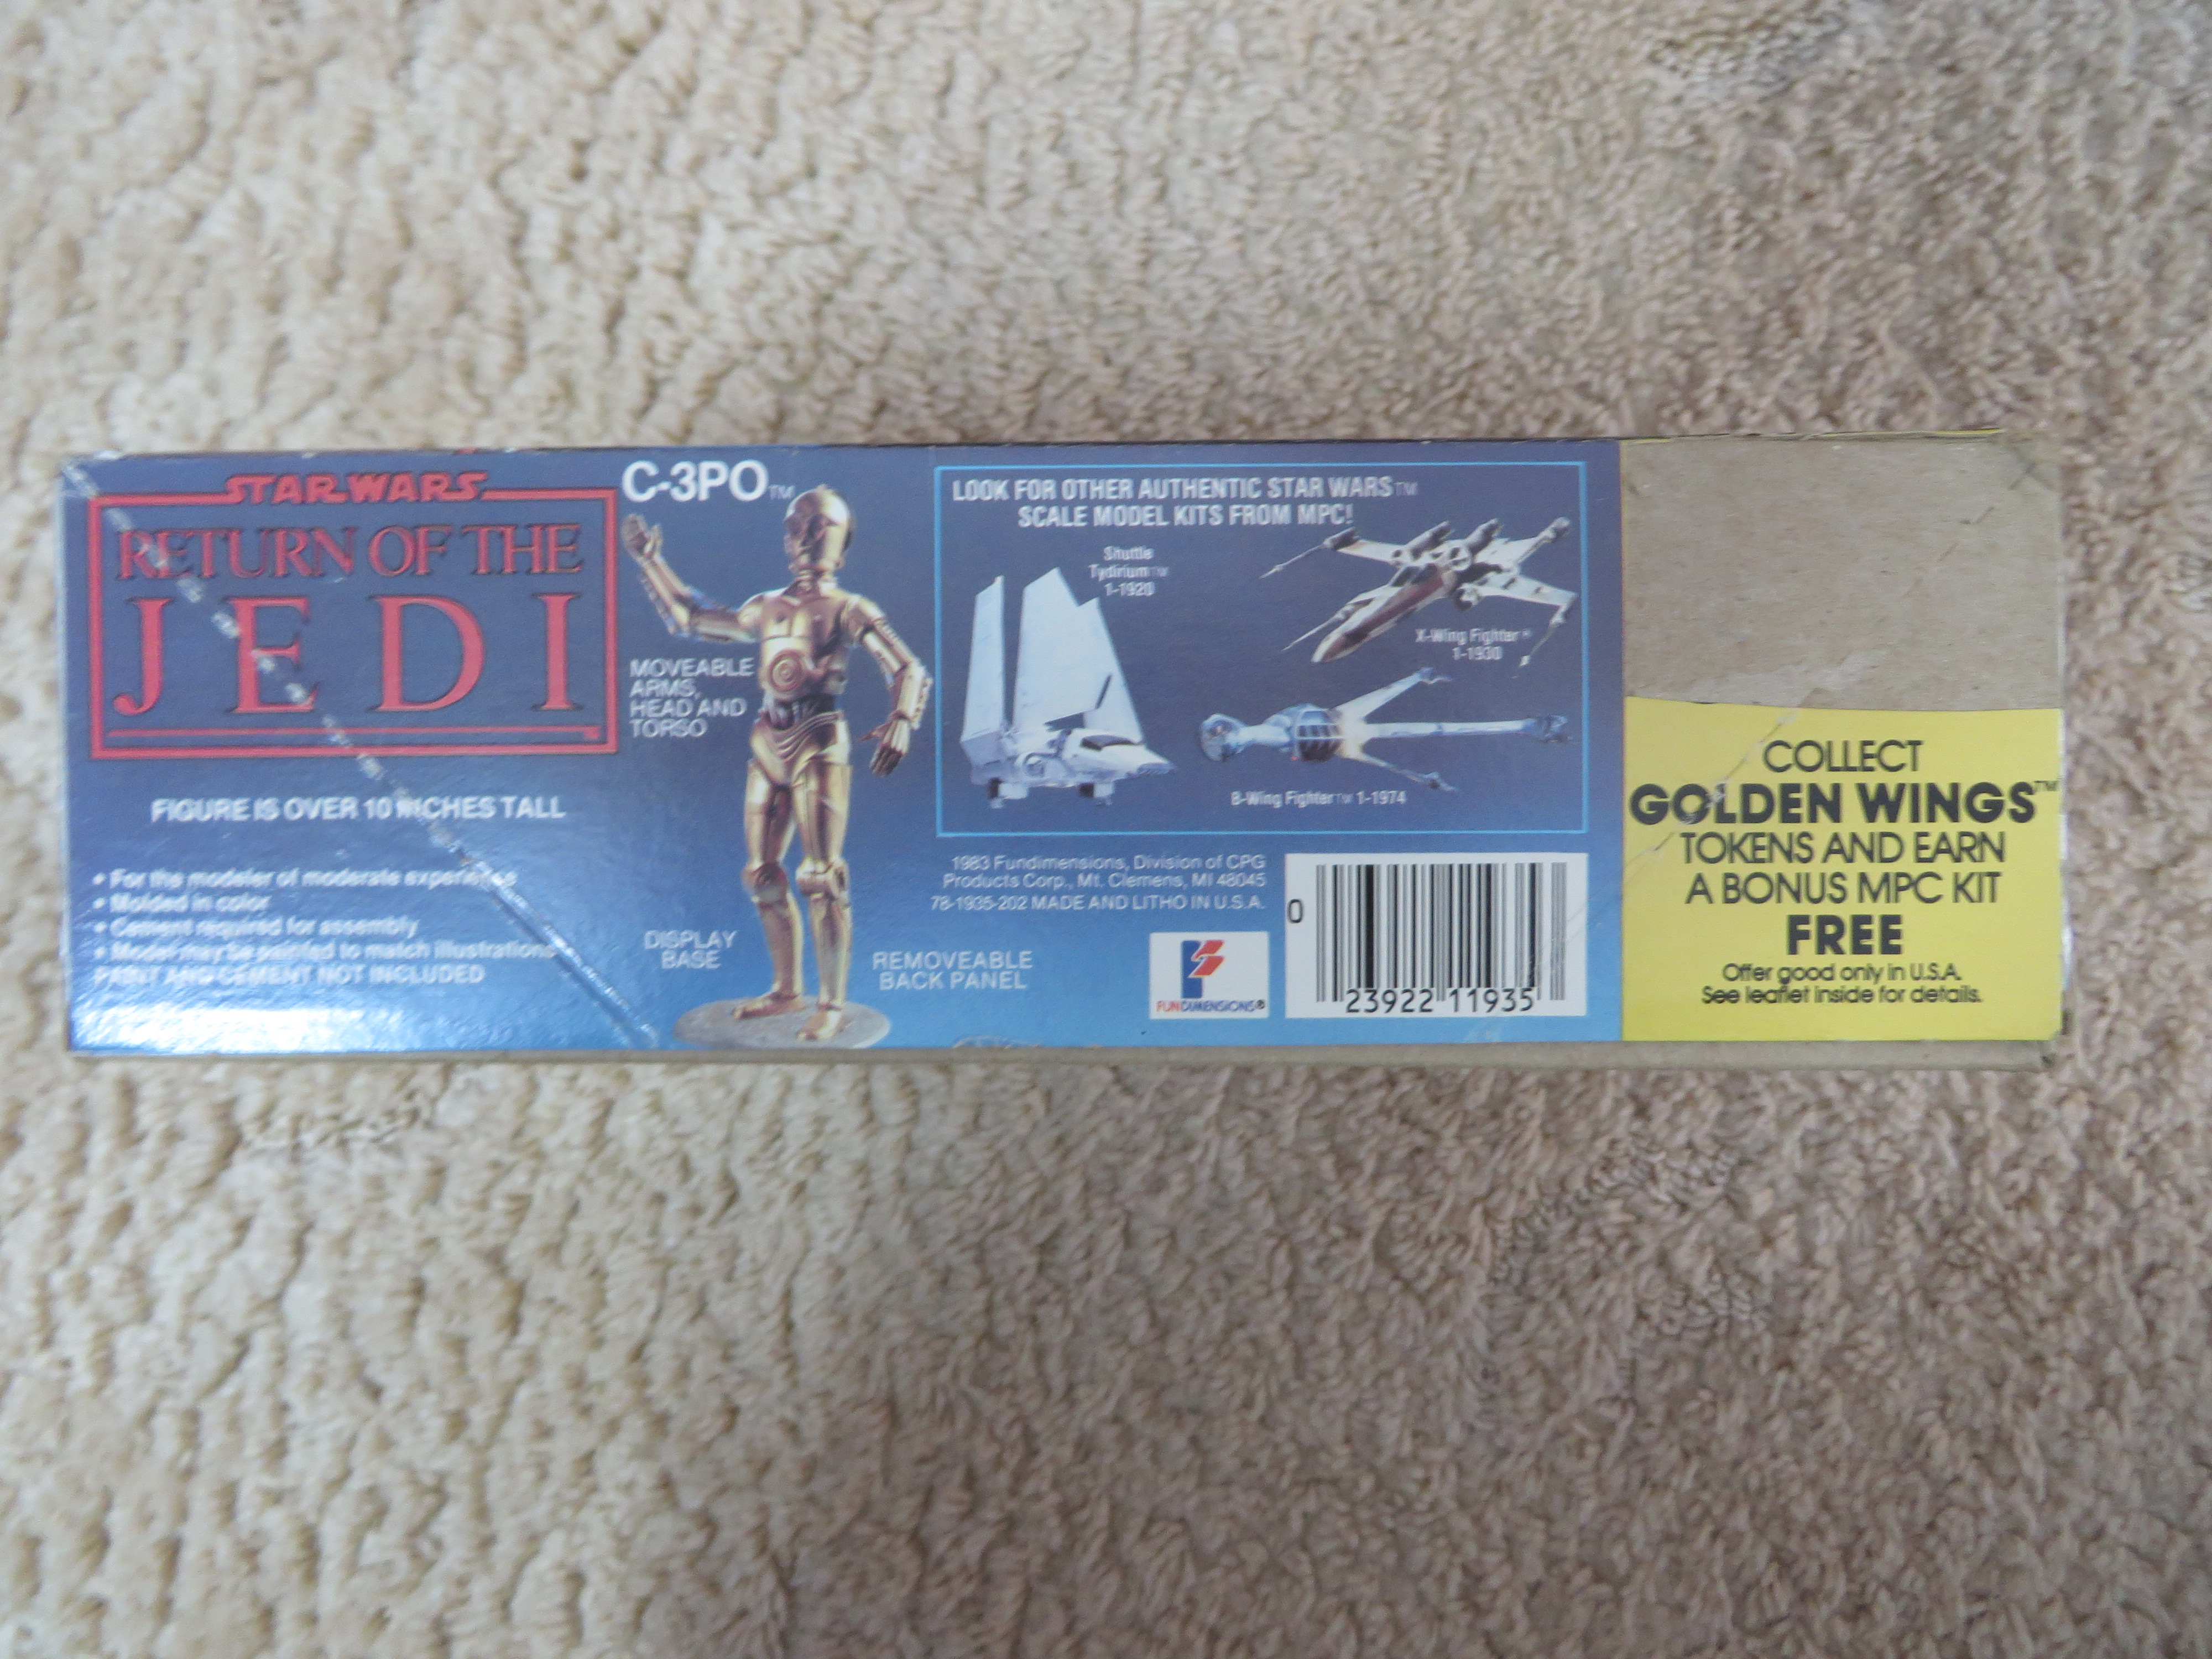 STAR WARS
RETURN OF THE
JEDI
FIGURE IS OVER 10 INCHES TALL
• For the modeler of moderate experience
• Molded in color
• Cement required for assembly
• Model may be painted to match illustrations
PAINT AND CEMENT NOT INCLUDED
C-3PO™
MOVEABLE
ARMS,
HEAD AND
TORSO
DISPLAY
BASE
REMOVEABLE
BACK PANEL
LOOK FOR OTHER AUTHENTIC STAR WARS™
SCALE MODEL KITS FROM MPC!
Shuttle
Tydirium™
1-1920
X-Wing Fighter®
1-1930
B-Wing Fighter™ 1-1974
1983 Fundimensions, Division of CPG
Products Corp., Mt. Clemens, MI 48045
78-1935-202 MADE AND LITHO IN U.S.A.
FUNDIMENSIONS®
0 23922 11935
COLLECT
GOLDEN WINGS™
TOKENS AND EARN
A BONUS MPC KIT
FREE
Offer good only in U.S.A.
See leaflet inside for details.